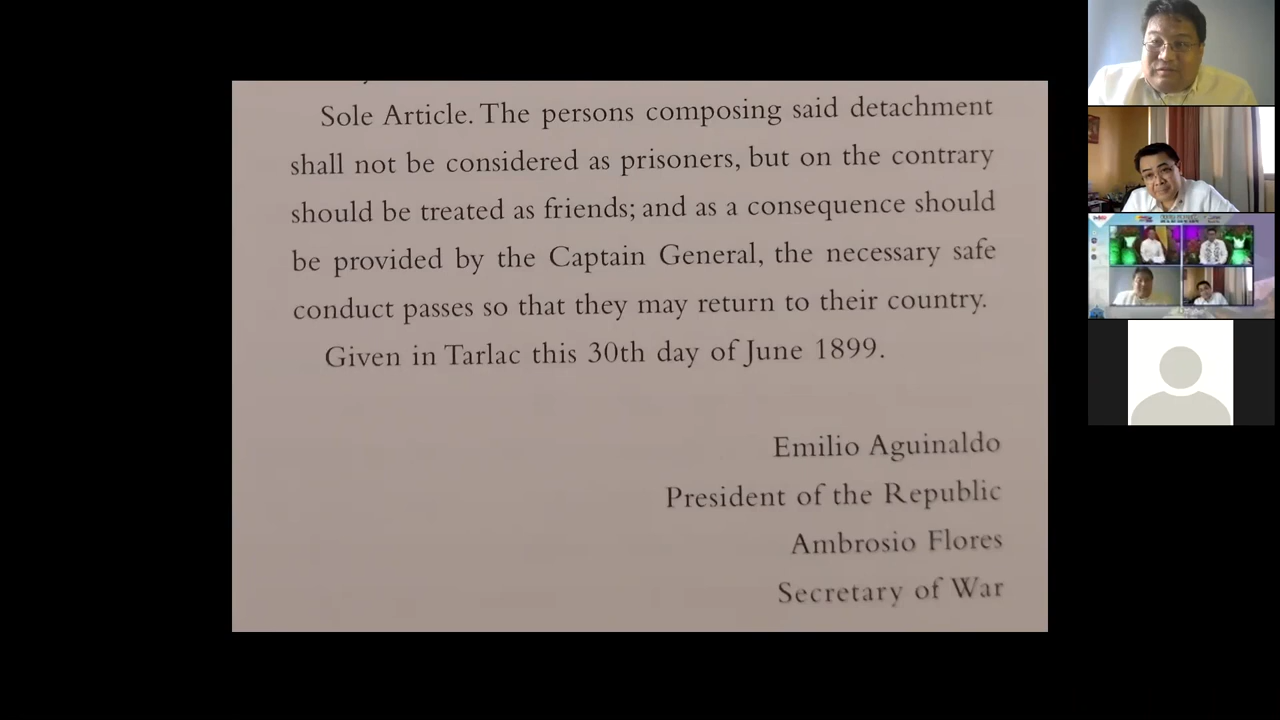 Sole Article. The persons composing said detachment
shall not be considered as prisoners, but on the contrary
should be treated as friends; and as a consequence should
be provided by the Captain General, the necessary safe
conduct passes so that they may return to their country.
Given in Tarlac this 30th day of June 1899.
Emilio Aguinaldo
President of the Republic
Ambrosio Flores
Secretary of War